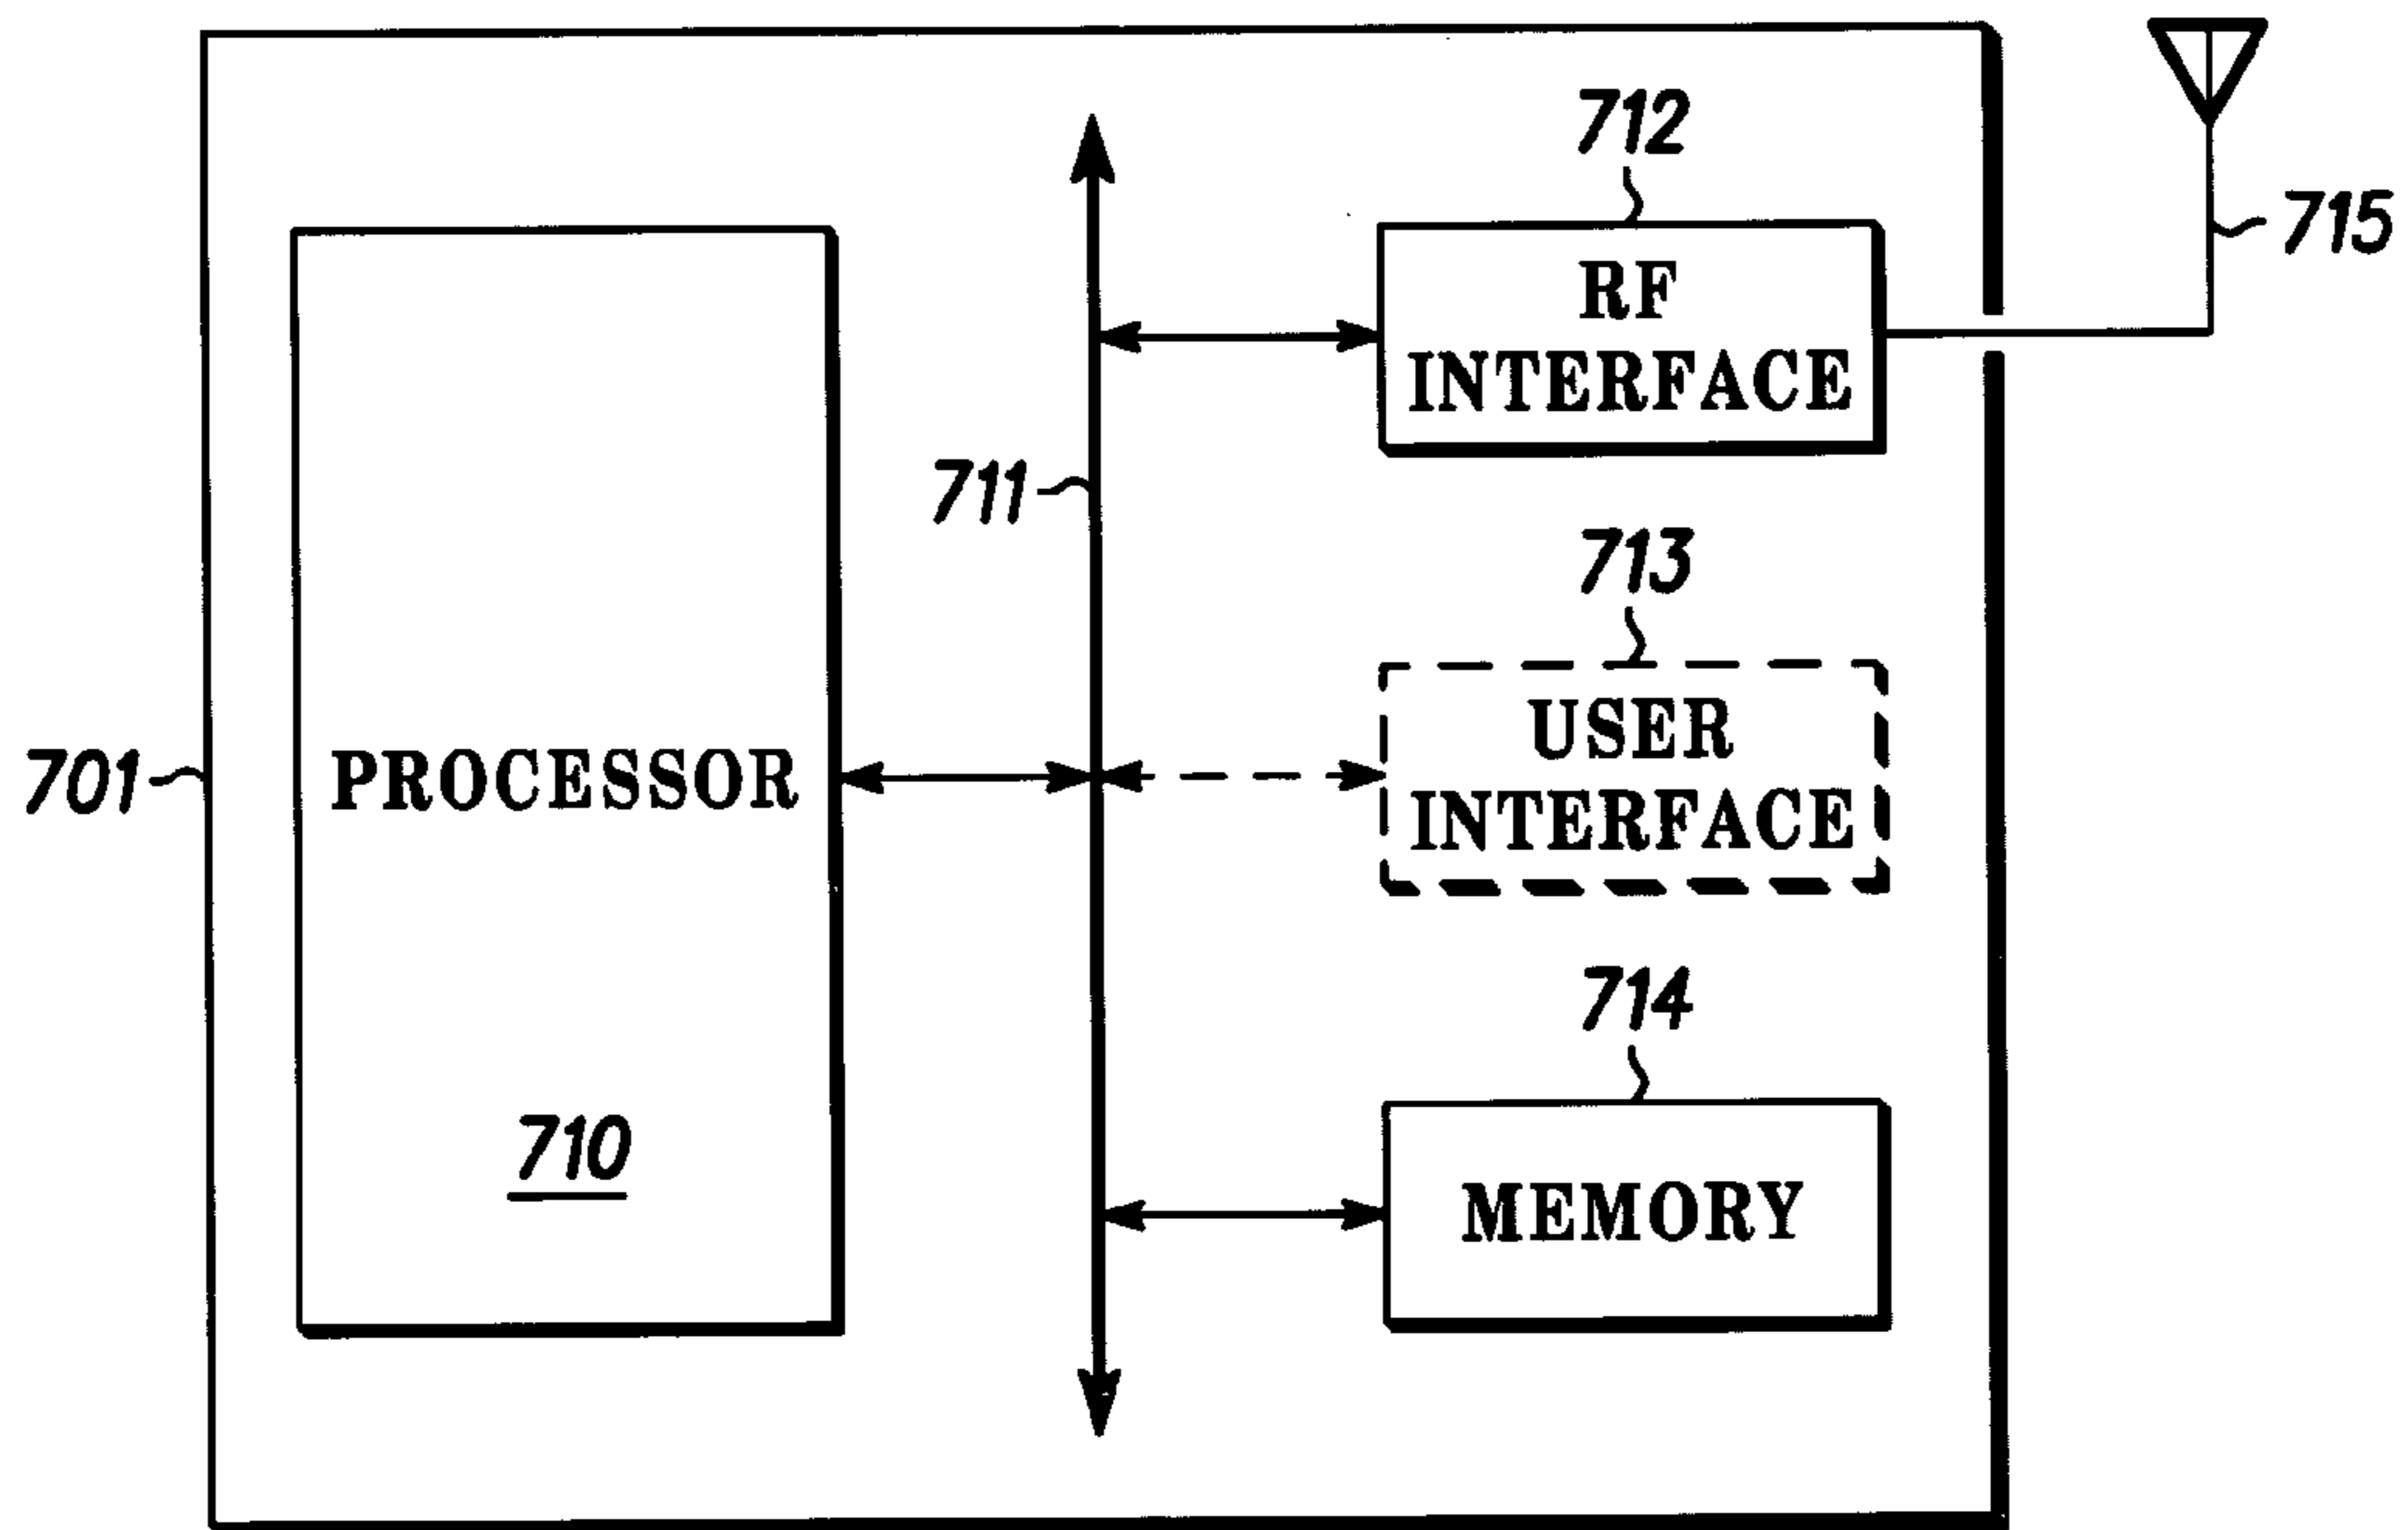 712
715
RF
INTERFACE
711
713
USER
INTERFACE
701
PROCESSOR
714
710
MEMORY